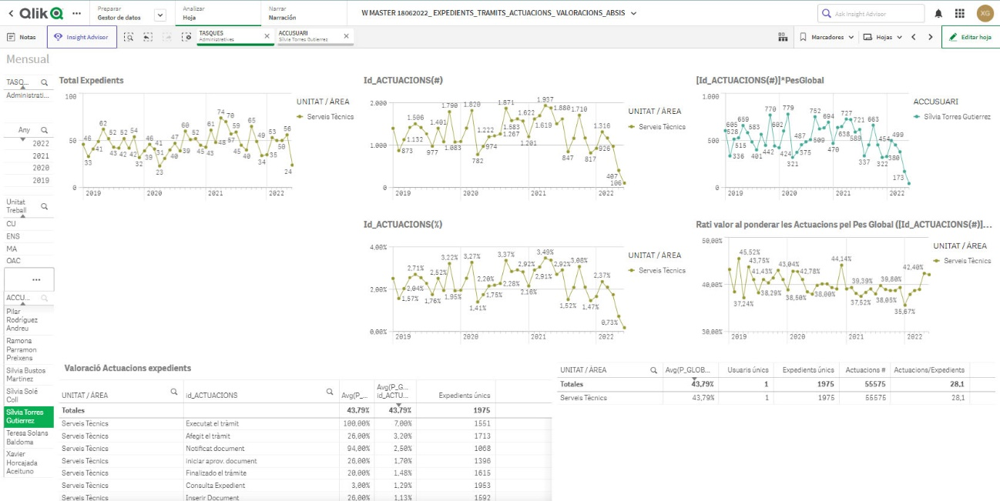 Qlik
Preparar
Gestor de datos
Analizar
Hoja
Narrar
Narración
W MASTER 18062022_EXPEDIENTS_TRAMITS_ACTUACIONS_VALORACIONS_ABSIS
Ask Insight Advisor
XG
Notas
Insight Advisor
TASQUES
Administratives
ACCUSUARI
Sílvia Torres Gutierrez
Marcadores
Hojas
Editar hoja
Mensual
TASQ...
Administrati...
Any
2022
2021
2020
2019
Unitat
Treball
CU
ENS
MA
OAC
...
ACCU...
Pilar
Rodríguez
Andreu
Ramona
Parramon
Preixens
Sílvia Bustos
Martinez
Sílvia Solé
Coll
Sílvia Torres
Gutierrez
Teresa Solans
Baldoma
Xavier
Horcajada
Aceituno
Total Expedients
100
50
0
46 33 41 62 43 52 42 52 42 54 32 39 46 31 41 23 40 47 39 60 52 45 43 61 48 74 70 57 59 45 40 65 49 34 35 53 50 56 24
2019 2020 2021 2022
UNITAT / ÀREA
Serveis Tècnics
Id_ACTUACIONS(#)
2.000
1.000
0
873 1.132 1.506 977 1.401 1.790 1.083 1.820 782 1.222 974 1.871 1.583 1.267 1.622 1.201 1.937 1.619 1.880 847 1.710 817 926 1.316 407 106
2019 2020 2021 2022
UNITAT / ÀREA
Serveis Tècnics
[Id_ACTUACIONS(#)]*PesGlobal
1.000
500
0
605 528 336 515 659 583 401 770 442 602 424 779 321 487 375 752 509 694 470 638 727 589 721 337 663 322 454 380 499 173
2019 2020 2021 2022
ACCUSUARI
Sílvia Torres Gutierrez
Id_ACTUACIONS(%)
4,00%
2,00%
0,00%
1,57% 2,04% 2,71% 1,76% 2,52% 3,22% 1,95% 3,27% 1,41% 2,20% 1,75% 3,37% 2,28% 2,92% 2,16% 3,49% 2,91% 2,92% 1,52% 3,08% 1,47% 2,37% 0,73%
2019 2020 2021 2022
UNITAT / ÀREA
Serveis Tècnics
Rati valor al ponderar les Actuacions pel Pes Global ([Id_ACTUACIONS(#)]...
50,00%
40,00%
30,00%
45,52% 37,24% 43,75% 41,43% 38,29% 43,04% 38,50% 42,78% 38,00% 44,14% 39,39% 37,52% 38,05% 39,80% 35,67% 42,40%
2019 2020 2021 2022
UNITAT / ÀREA
Serveis Tècnics
Valoració Actuacions expedients
UNITAT / ÀREA id_ACTUACIONS Avg(P_... Avg(P_G... id_ACTU... Expedients únics
Totales 43,79% 43,79% 1975
Serveis Tècnics Executat el tràmit 100,00% 7,00% 1551
Serveis Tècnics Afegit el tràmit 26,00% 3,20% 1713
Serveis Tècnics Notificat document 94,00% 2,50% 1068
Serveis Tècnics iniciar aprov. document 26,00% 1,70% 1396
Serveis Tècnics Finalizado el trámite 20,00% 1,48% 1615
Serveis Tècnics Consulta Expedient 3,00% 1,29% 1953
Serveis Tècnics Inserir Document 26,00% 1,13% 1592
UNITAT / ÀREA Avg(P_GLOB... Usuaris únics Expedients únics Actuacions # Actuacions/Expedients
Totales 43,79% 1 1975 55575 28,1
Serveis Tècnics 43,79% 1 1975 55575 28,1